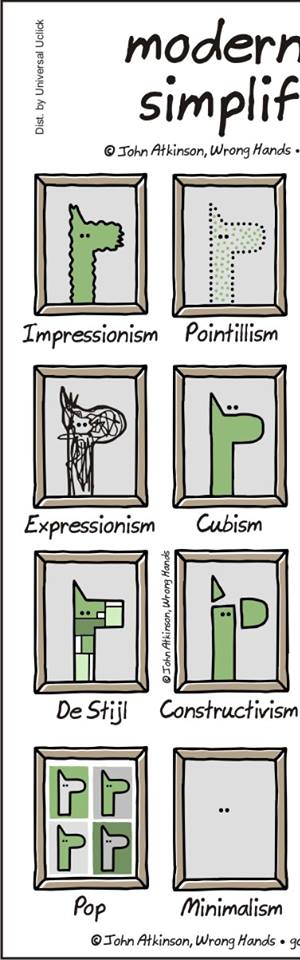 Dist. by Universal Uclick
modern
simplif
© John Atkinson, Wrong Hands •
Impressionism Pointillism
Expressionism Cubism
© John Atkinson, Wrong Hands
De Stijl Constructivism
Pop Minimalism
© John Atkinson, Wrong Hands • go